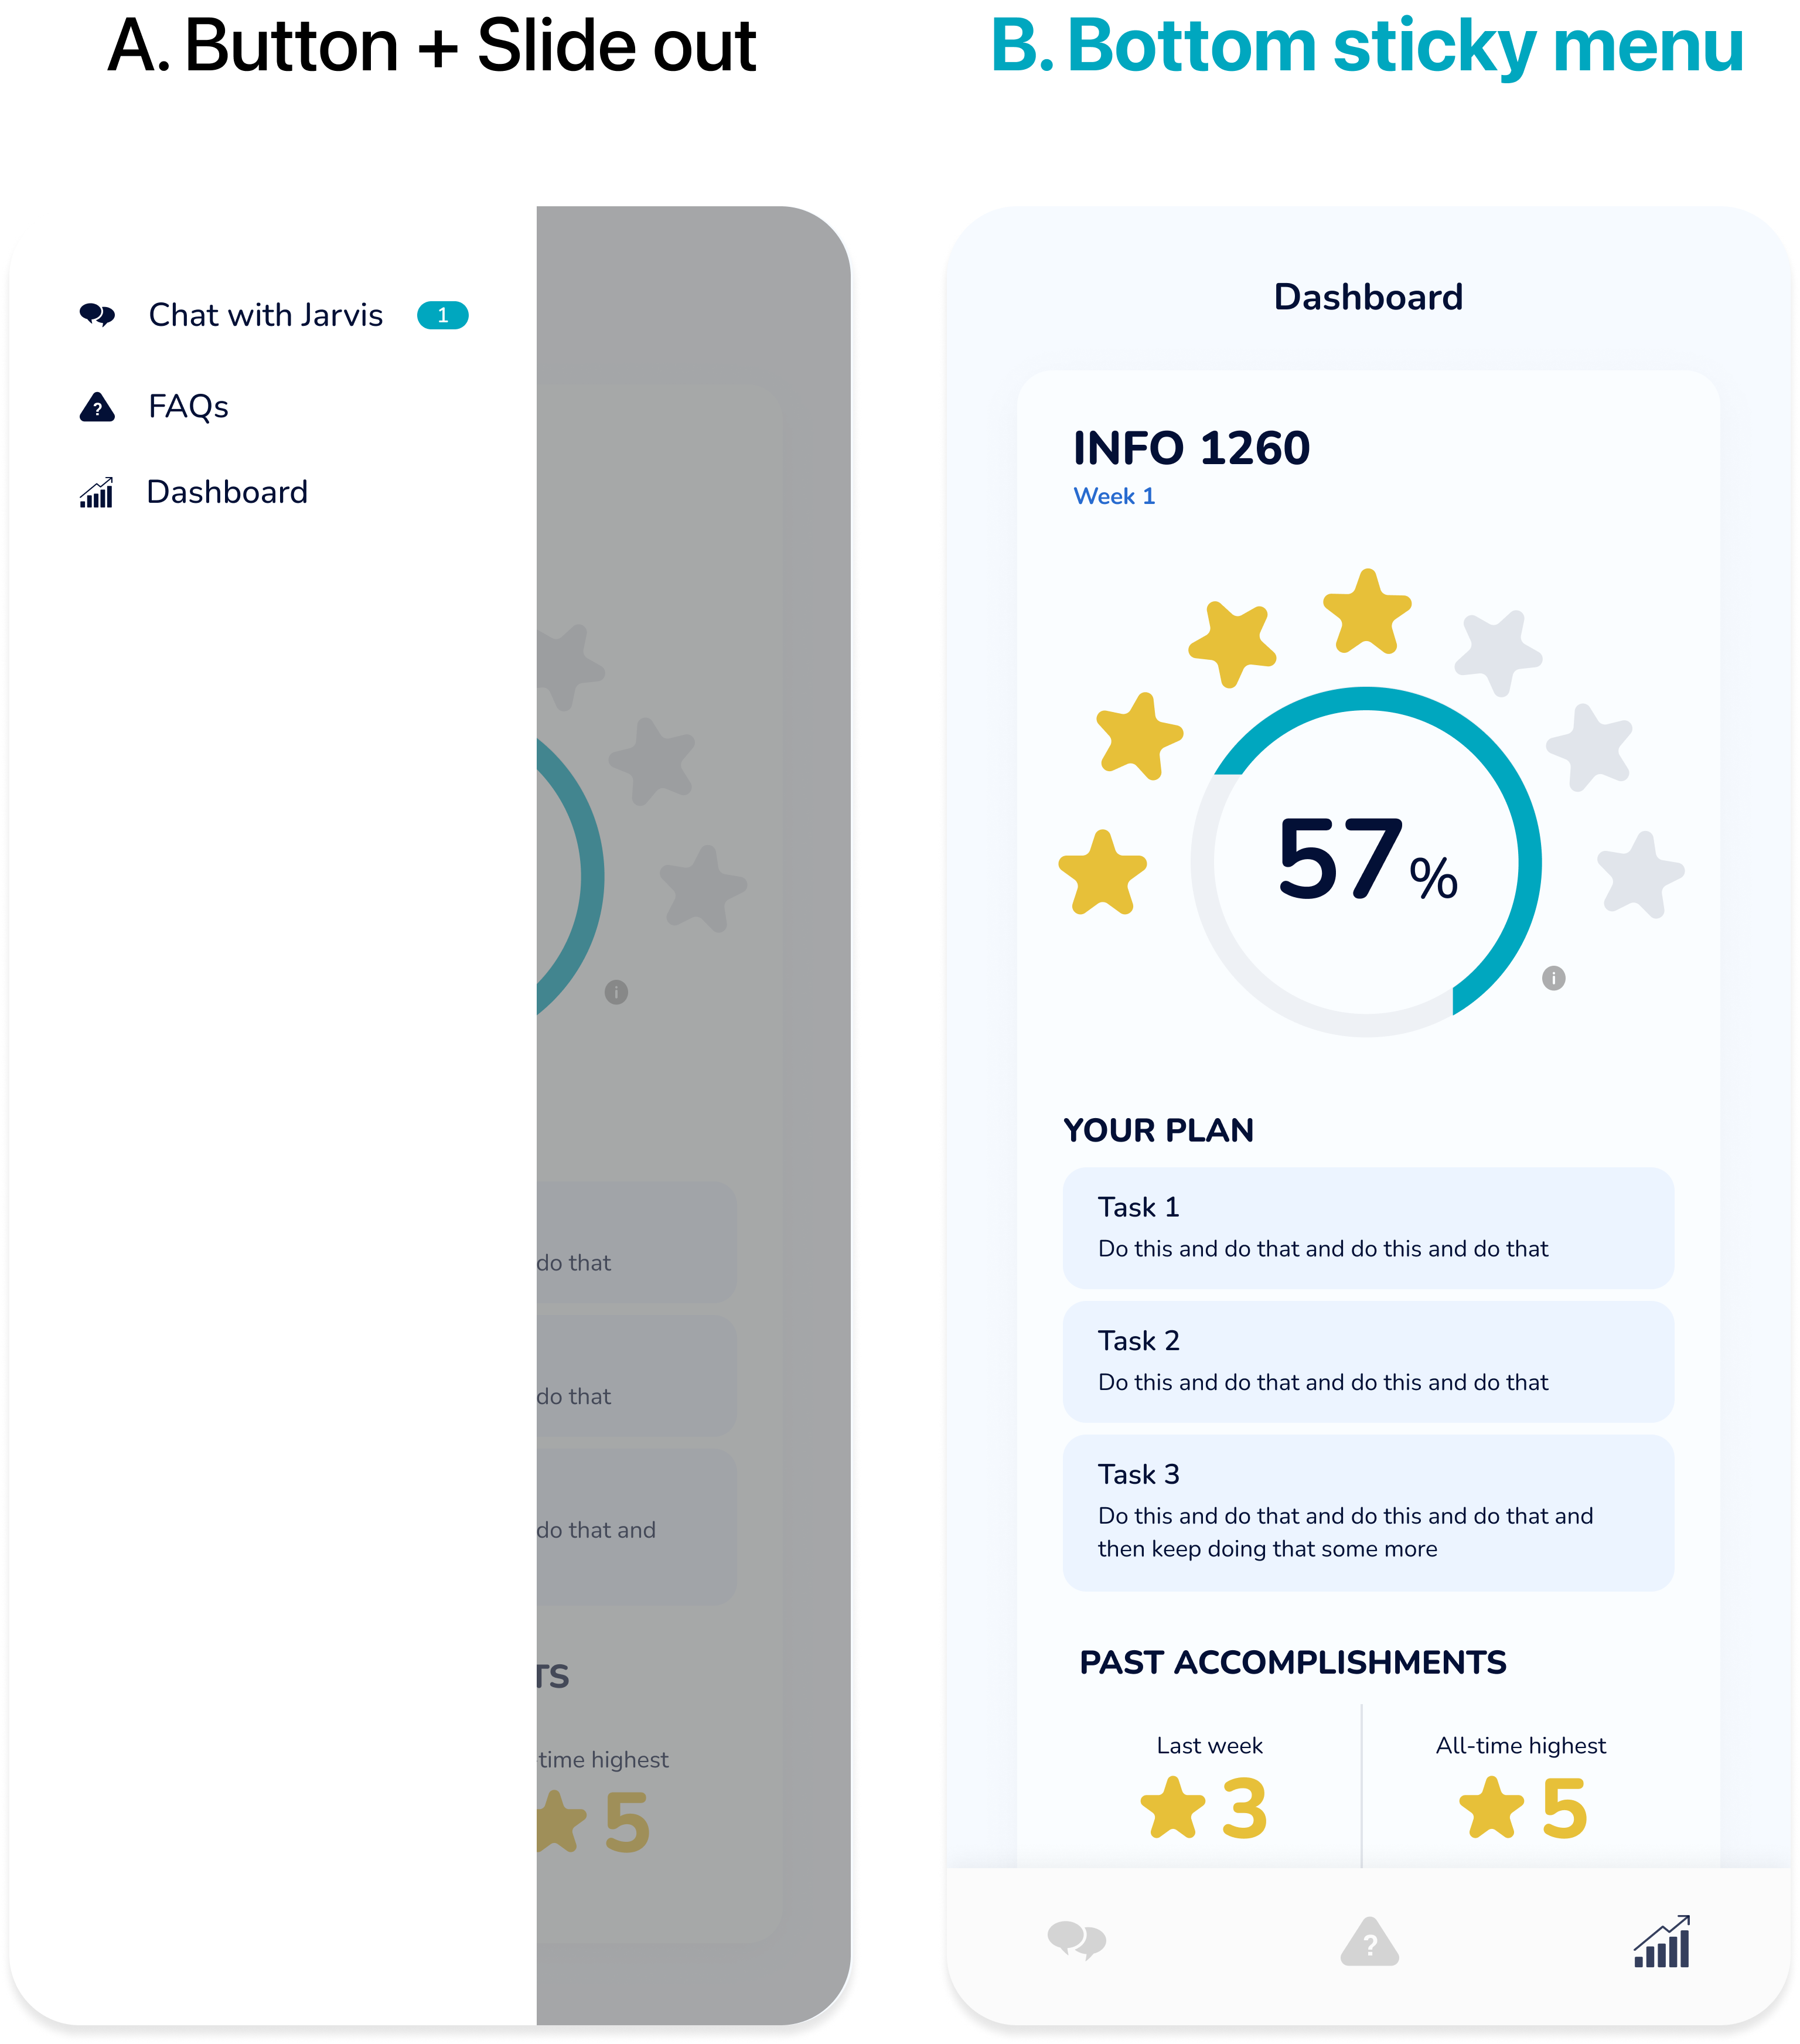 A. Button + Slide out
Chat with Jarvis 1
?
FAQs
Dashboard
i
do that
do that
do that and
TS
-time highest
5
B. Bottom sticky menu
Dashboard
INFO 1260
Week 1
57%
i
YOUR PLAN
Task 1
Do this and do that and do this and do that
Task 2
Do this and do that and do this and do that
Task 3
Do this and do that and do this and do that and
then keep doing that some more
PAST ACCOMPLISHMENTS
Last week
3
All-time highest
5
?